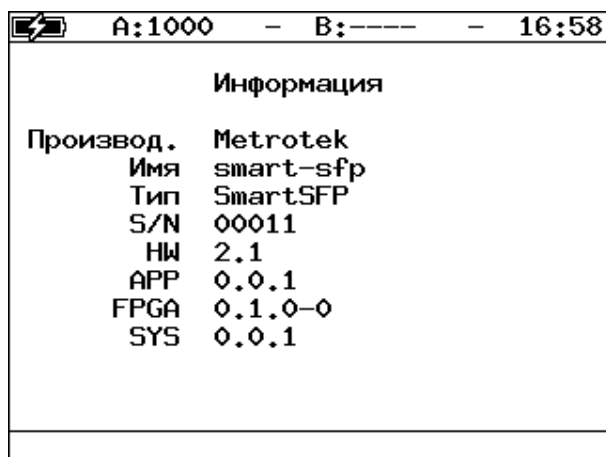 A:1000 – B:---- – 16:58
Информация
Производ. Metrotek
Имя smart-sfp
Тип SmartSFP
S/N 00011
HW 2.1
APP 0.0.1
FPGA 0.1.0-0
SYS 0.0.1